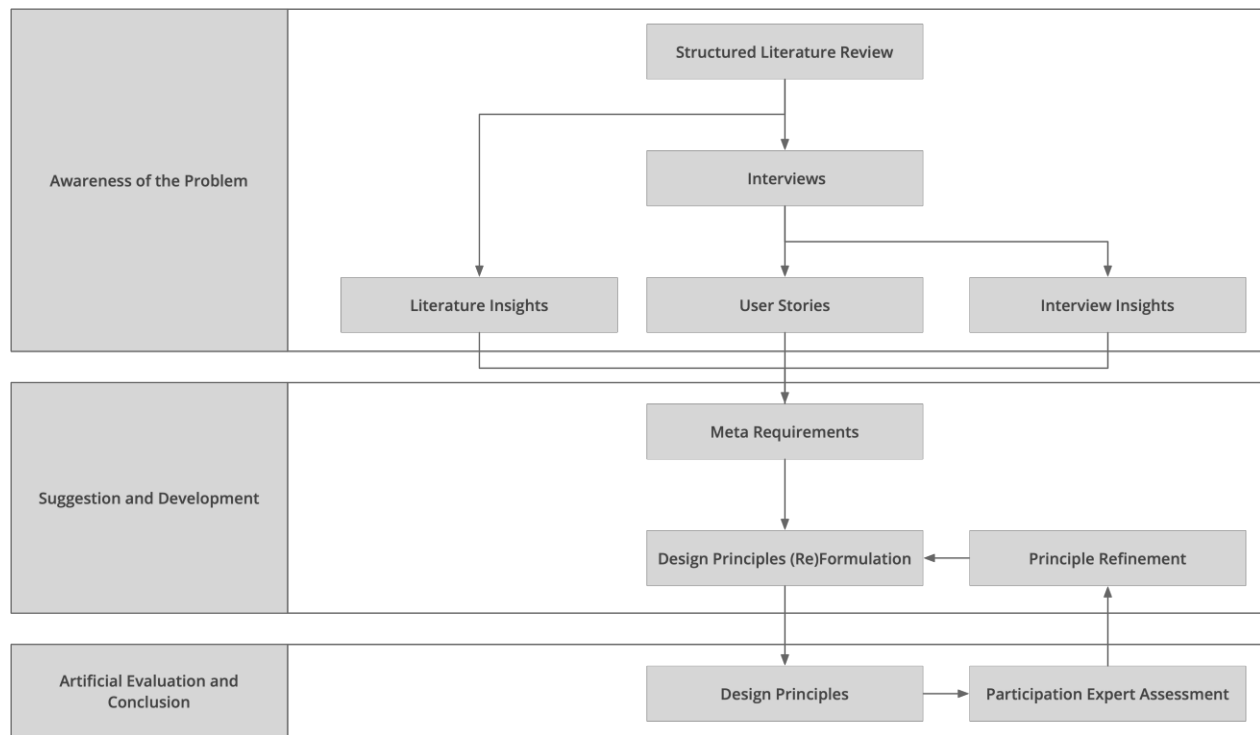 Structured Literature Review
Awareness of the Problem
Interviews
Literature Insights
User Stories
Interview Insights
Meta Requirements
Suggestion and Development
Design Principles (Re)Formulation
Principle Refinement
Artificial Evaluation and
Conclusion
Design Principles
Participation Expert Assessment